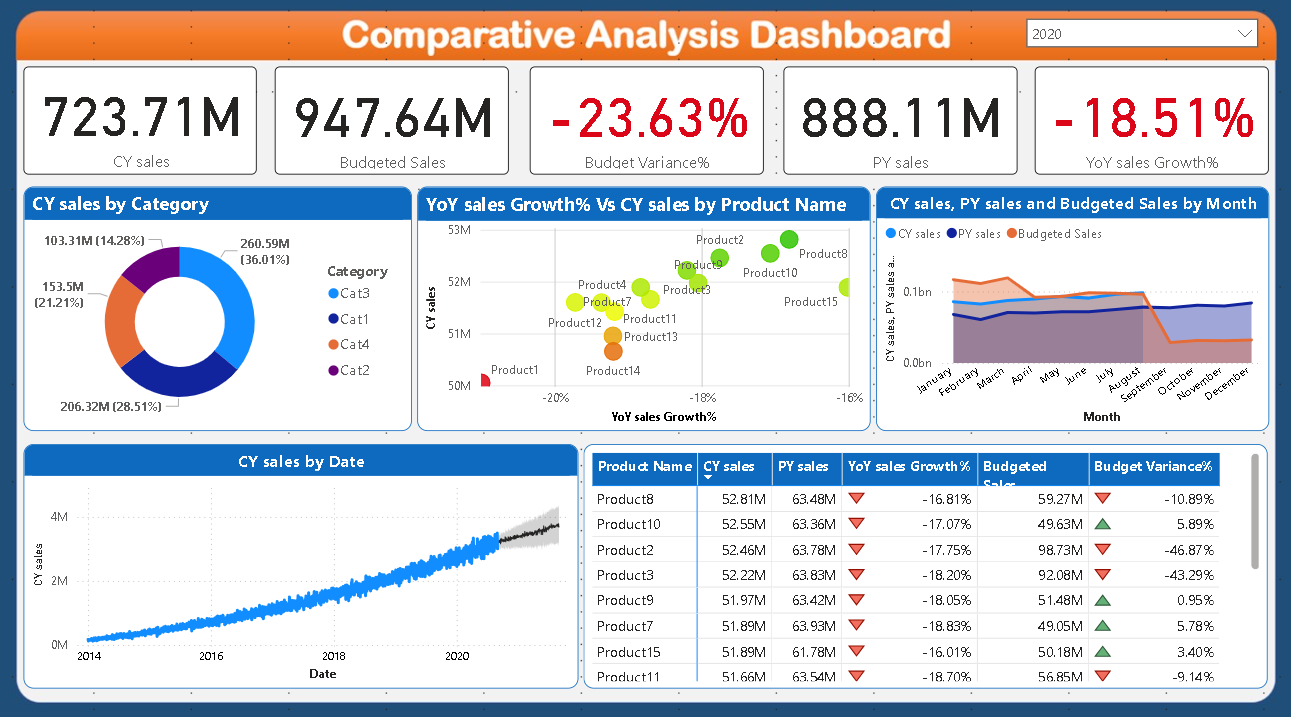 Comparative Analysis Dashboard
2020
723.71M
CY sales
947.64M
Budgeted Sales
-23.63%
Budget Variance%
888.11M
PY sales
-18.51%
YoY sales Growth%
CY sales by Category
103.31M (14.28%)
260.59M
(36.01%)
153.5M
(21.21%)
206.32M (28.51%)
Category
Cat3
Cat1
Cat4
Cat2
YoY sales Growth% Vs CY sales by Product Name
CY sales
53M
52M
51M
50M
Product2
Product8
Product9
Product10
Product4
Product3
Product15
Product7
Product12
Product11
Product13
Product14
Product1
-20%
-18%
-16%
YoY sales Growth%
CY sales, PY sales and Budgeted Sales by Month
CY sales PY sales Budgeted Sales
CY sales, PY sales a...
0.1bn
0.0bn
January
February
March
April
May
June
July
August
September
October
November
December
Month
CY sales by Date
CY sales
4M
2M
0M
2014 2016 2018 2020
Date
Product Name CY sales PY sales YoY sales Growth% Budgeted Sales Budget Variance%
Product8 52.81M 63.48M -16.81% 59.27M -10.89%
Product10 52.55M 63.36M -17.07% 49.63M 5.89%
Product2 52.46M 63.78M -17.75% 98.73M -46.87%
Product3 52.22M 63.83M -18.20% 92.08M -43.29%
Product9 51.97M 63.42M -18.05% 51.48M 0.95%
Product7 51.89M 63.93M -18.83% 49.05M 5.78%
Product15 51.89M 61.78M -16.01% 50.18M 3.40%
Product11 51.66M 63.54M -18.70% 56.85M -9.14%